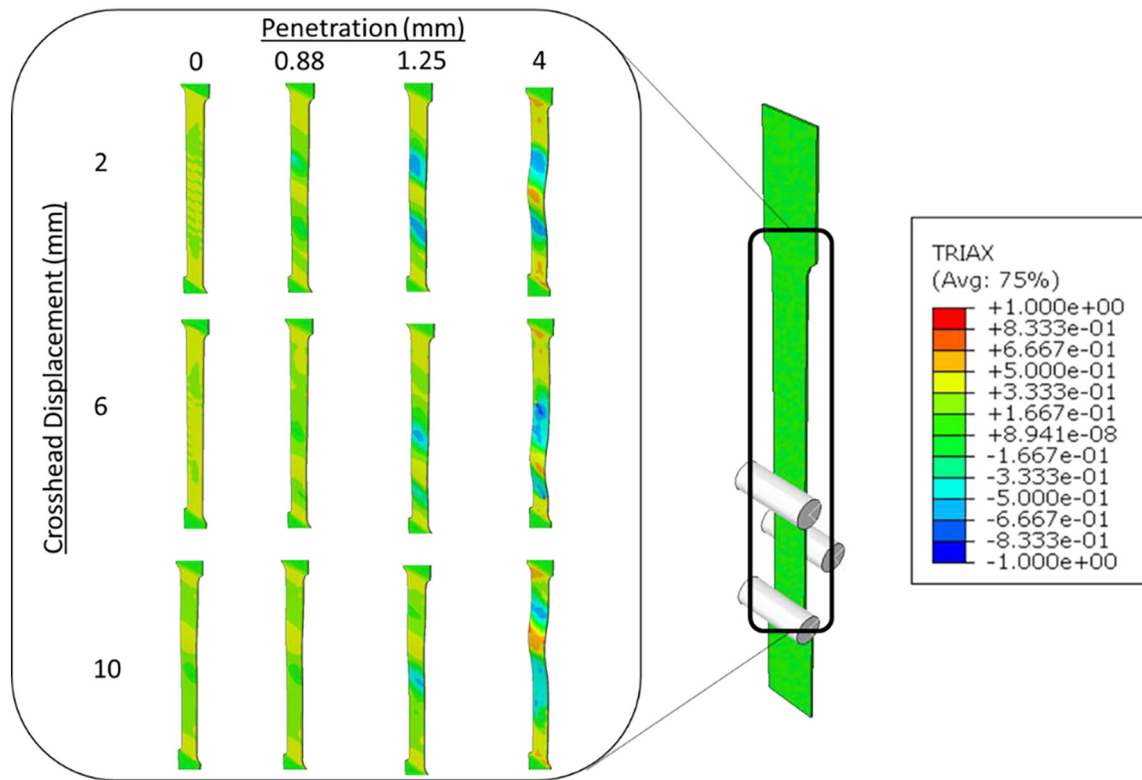 Penetration (mm)
0 0.88 1.25 4
Crosshead Displacement (mm)
2
6
10
TRIAX
(Avg: 75%)
+1.000e+00
+8.333e-01
+6.667e-01
+5.000e-01
+3.333e-01
+1.667e-01
+8.941e-08
-1.667e-01
-3.333e-01
-5.000e-01
-6.667e-01
-8.333e-01
-1.000e+00